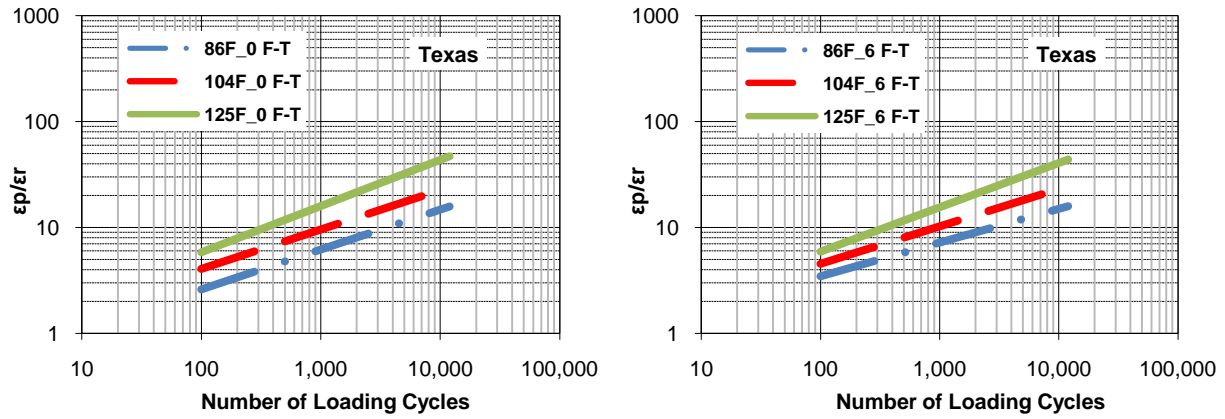 1000
100
10
1
εp/εr
86F_0 F-T
104F_0 F-T
125F_0 F-T
Texas
10 100 1,000 10,000 100,000
Number of Loading Cycles
1000
100
10
1
εp/εr
86F_6 F-T
104F_6 F-T
125F_6 F-T
Texas
10 100 1,000 10,000 100,000
Number of Loading Cycles